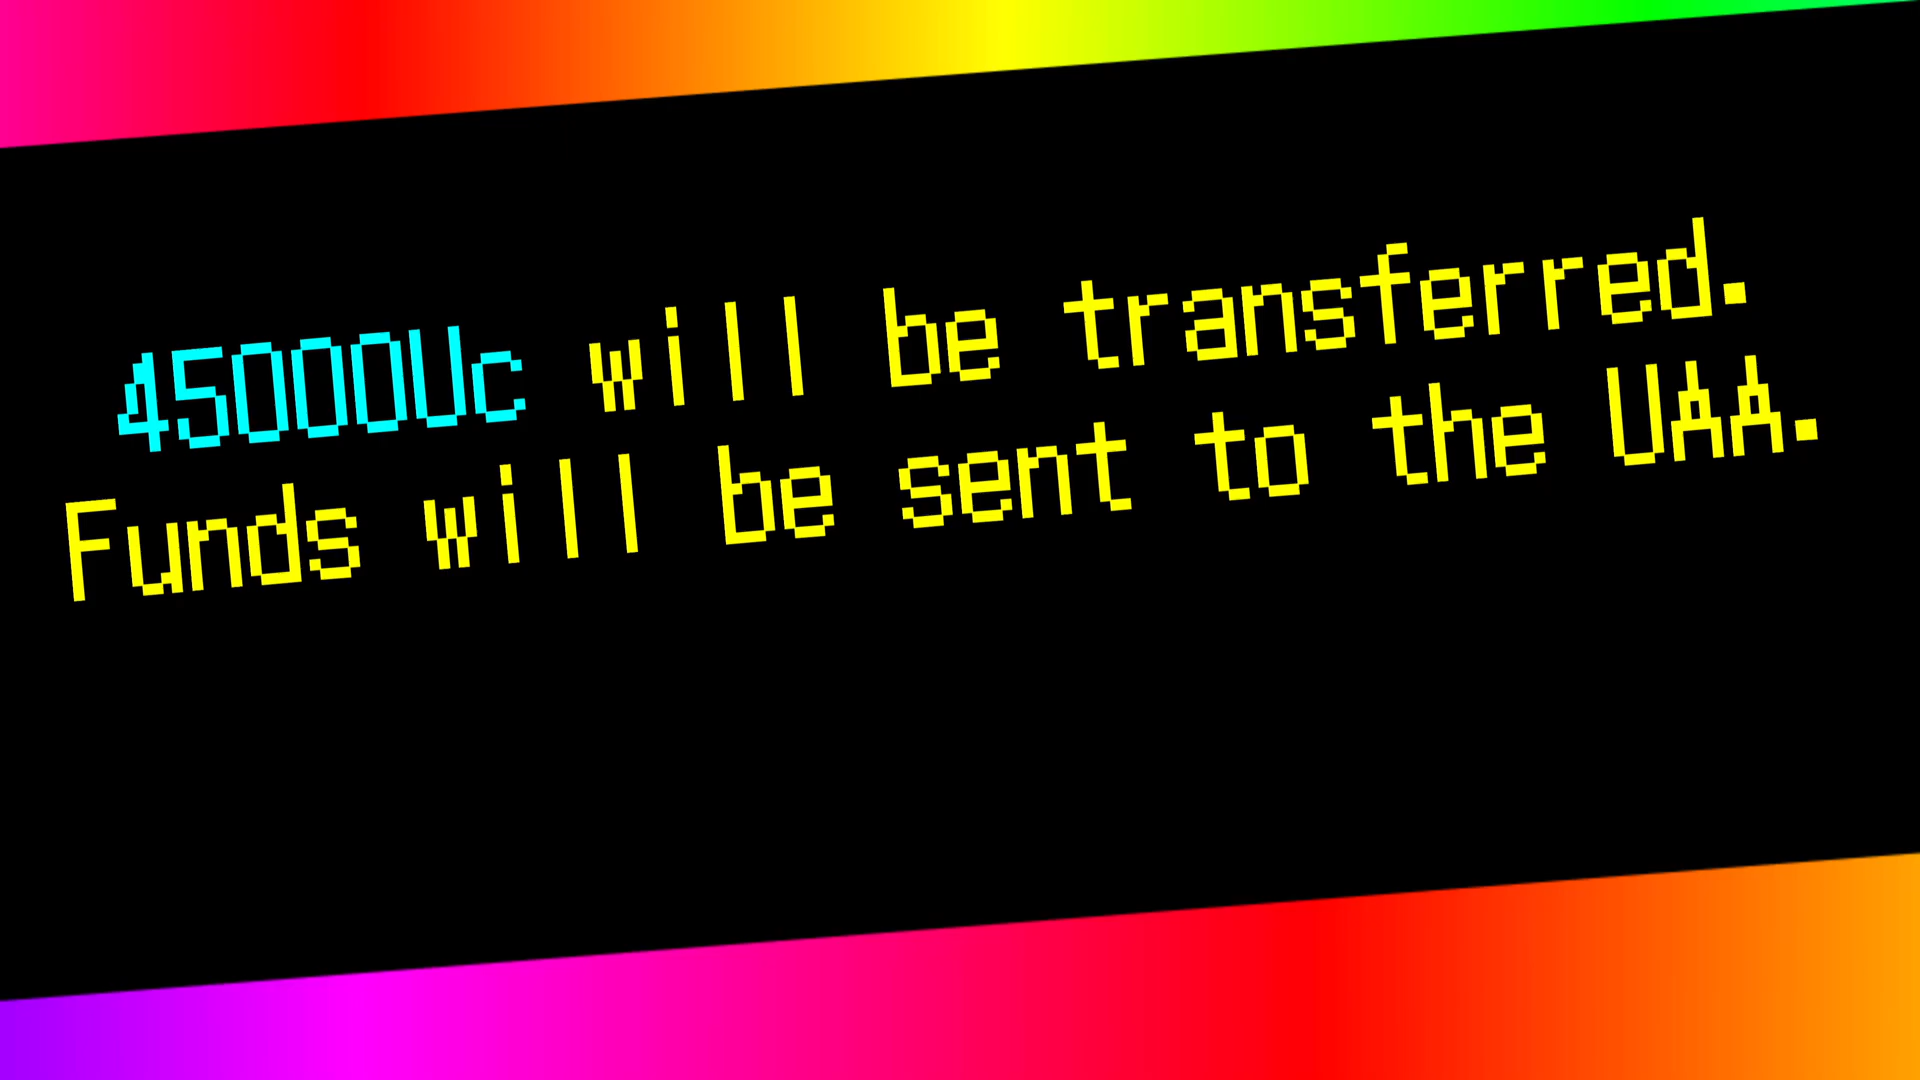 45000Uc will be transferred.
Funds will be sent to the UAA.